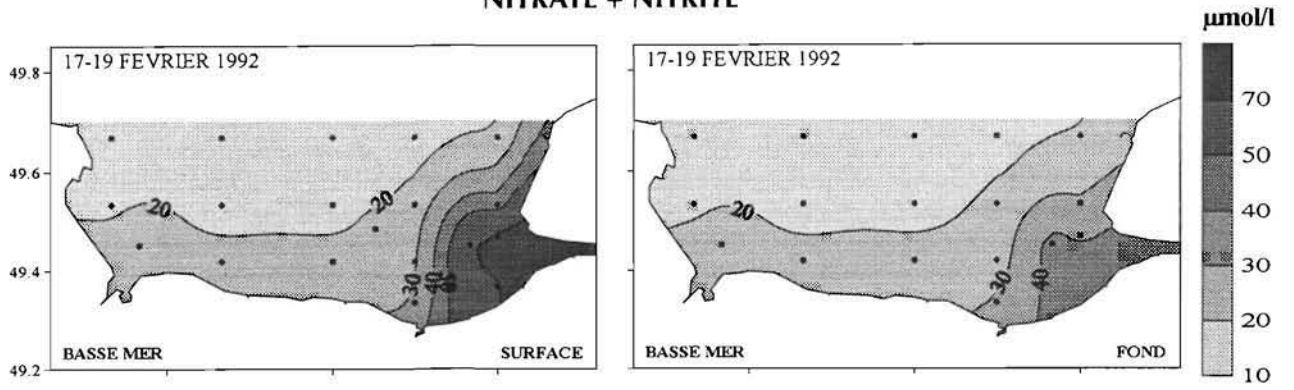 NITRATE + NITRITE
µmol/l
17-19 FEVRIER 1992
17-19 FEVRIER 1992
49.8
49.6
49.4
49.2
20
20
30
40
BASSE MER
SURFACE
20
30
40
BASSE MER
FOND
70
50
40
30
20
10